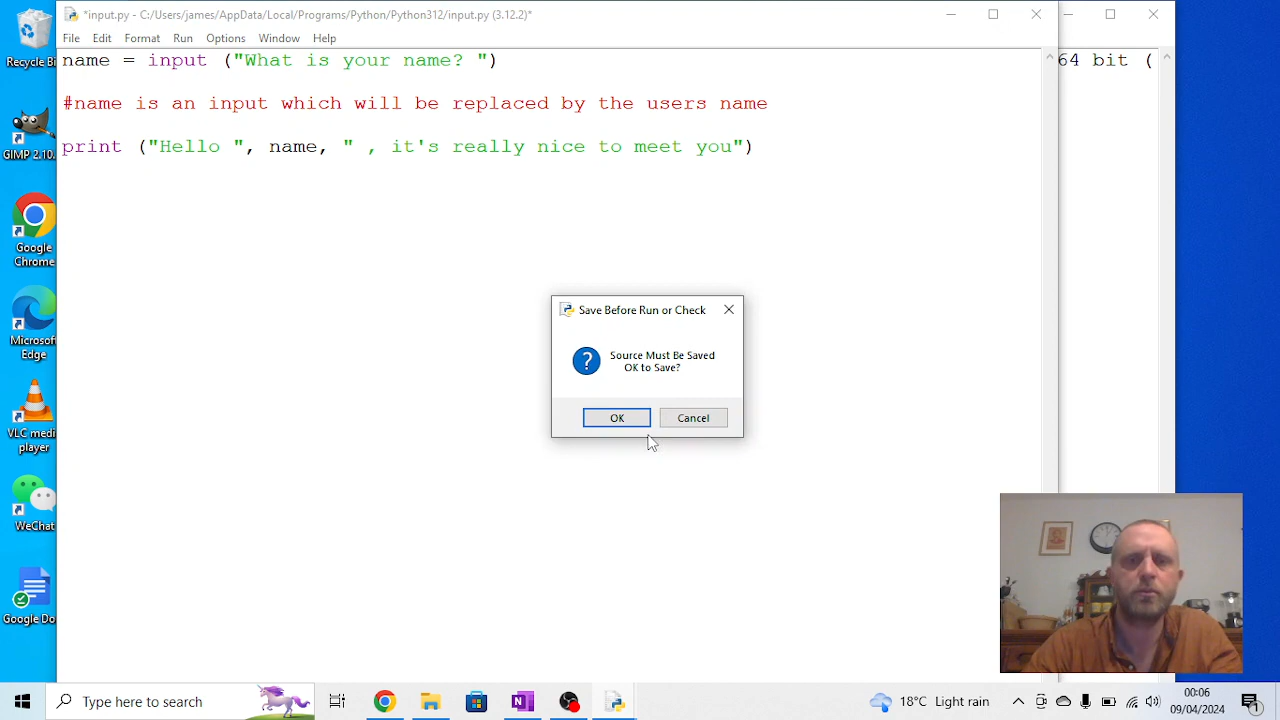 *input.py - C:/Users/james/AppData/Local/Programs/Python/Python312/input.py (3.12.2)*
File Edit Format Run Options Window Help
name = input ("What is your name? ")
#name is an input which will be replaced by the users name
print ("Hello ", name, " , it's really nice to meet you")
64 bit (
Recycle Bi
GIMP 2.10.
Google
Chrome
Microsof
Edge
VLC medi
player
WeChat
Google Do
Save Before Run or Check
Source Must Be Saved
OK to Save?
OK Cancel
Type here to search
18°C Light rain
00:06
09/04/2024
1